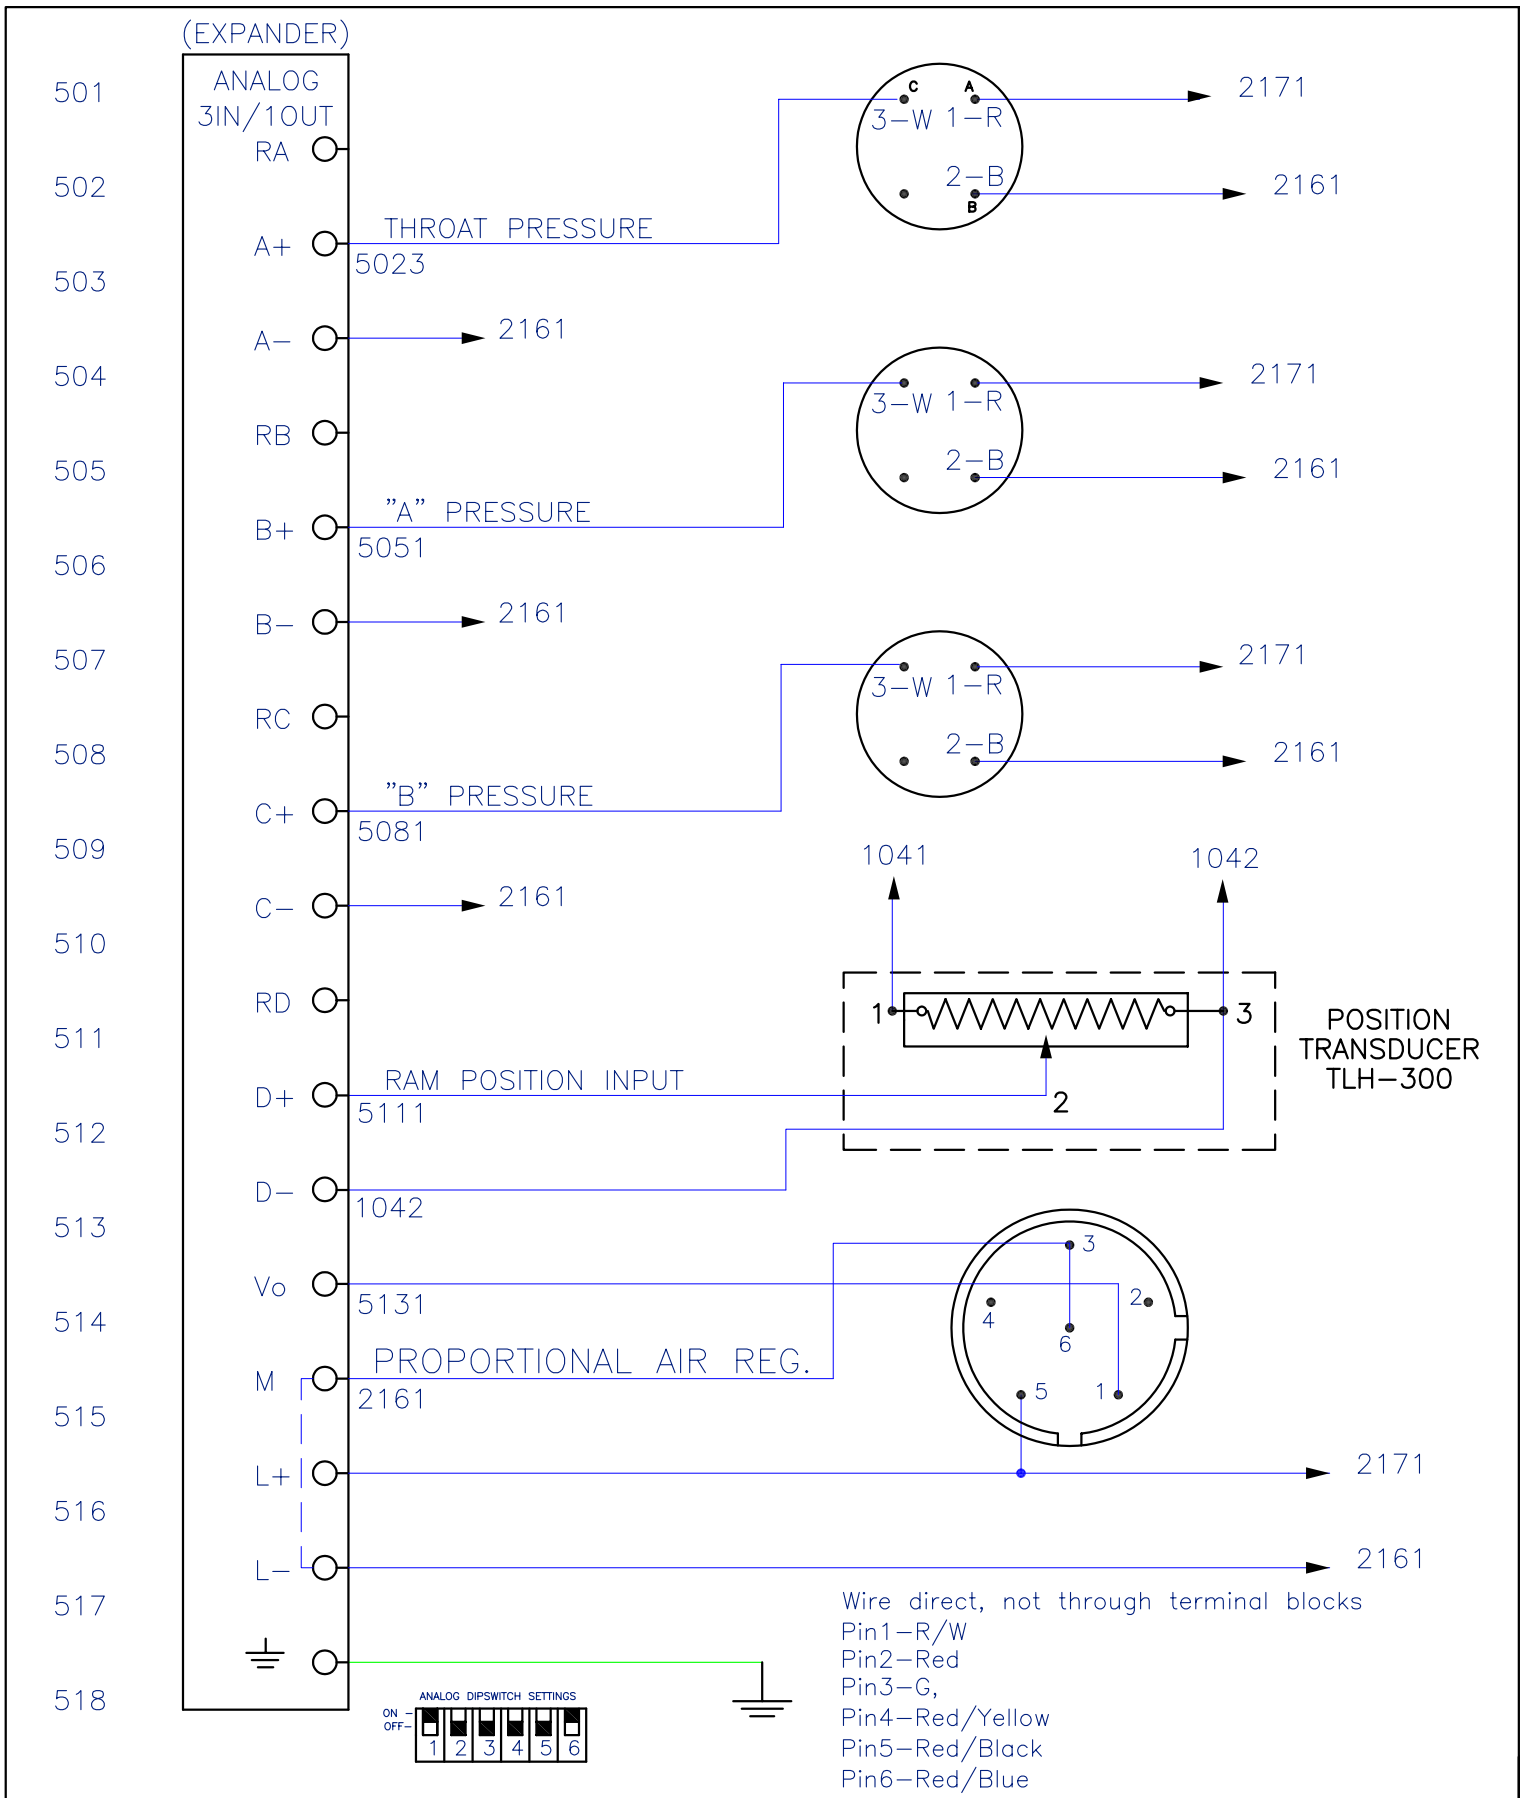 (EXPANDER)
501
ANALOG
3IN/1OUT
C
A
3-W
1-R
2171
RA
502
2-B
B
2161
A+
THROAT PRESSURE
5023
503
A-
2161
504
3-W
1-R
2171
RB
505
2-B
2161
B+
"A" PRESSURE
5051
506
B-
2161
507
3-W
1-R
2171
RC
508
2-B
2161
C+
"B" PRESSURE
5081
509
1041
1042
C-
2161
510
RD
1
3
POSITION
TRANSDUCER
TLH-300
511
D+
RAM POSITION INPUT
5111
2
512
D-
1042
513
3
Vo
5131
2
4
6
514
M
PROPORTIONAL AIR REG.
2161
5
1
515
L+
2171
516
L-
2161
517
Wire direct, not through terminal blocks
Pin1-R/W
Pin2-Red
Pin3-G,
Pin4-Red/Yellow
Pin5-Red/Black
Pin6-Red/Blue
518
ANALOG DIPSWITCH SETTINGS
ON -
OFF-
1 2 3 4 5 6